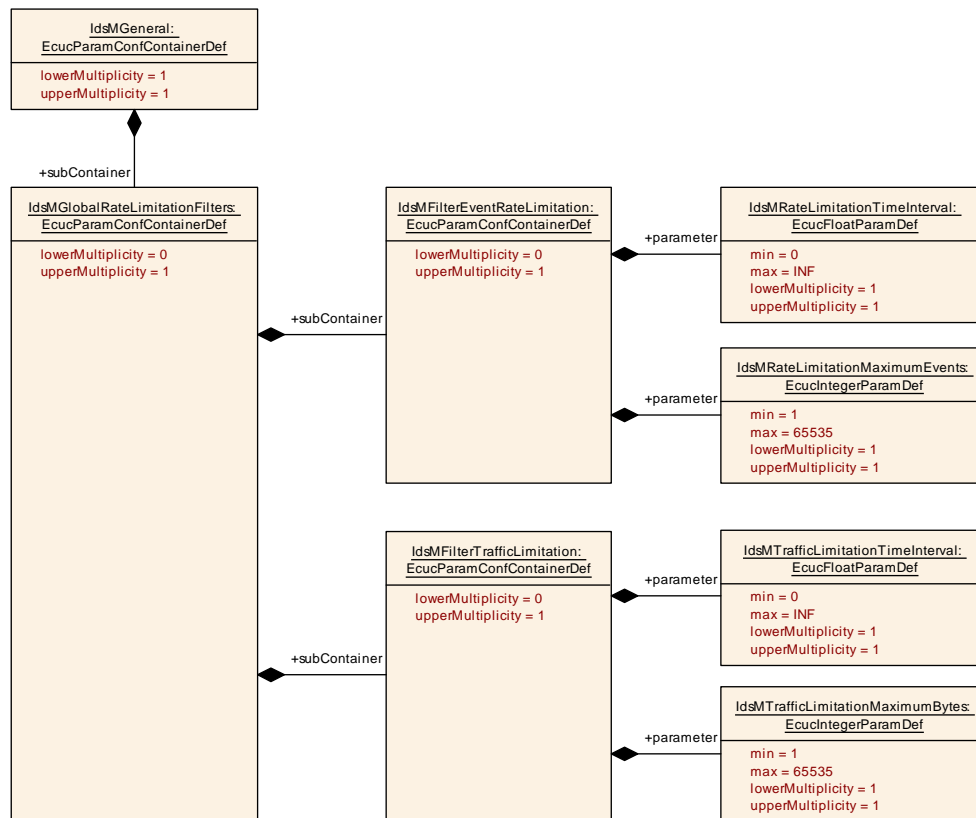 IdsMGeneral:
EcucParamConfContainerDef
lowerMultiplicity = 1
upperMultiplicity = 1
+subContainer
IdsMGlobalRateLimitationFilters:
EcucParamConfContainerDef
lowerMultiplicity = 0
upperMultiplicity = 1
+subContainer
IdsMFilterEventRateLimitation:
EcucParamConfContainerDef
lowerMultiplicity = 0
upperMultiplicity = 1
+parameter
IdsMRateLimitationTimeInterval:
EcucFloatParamDef
min = 0
max = INF
lowerMultiplicity = 1
upperMultiplicity = 1
+parameter
IdsMRateLimitationMaximumEvents:
EcucIntegerParamDef
min = 1
max = 65535
lowerMultiplicity = 1
upperMultiplicity = 1
+subContainer
IdsMFilterTrafficLimitation:
EcucParamConfContainerDef
lowerMultiplicity = 0
upperMultiplicity = 1
+parameter
IdsMTrafficLimitationTimeInterval:
EcucFloatParamDef
min = 0
max = INF
lowerMultiplicity = 1
upperMultiplicity = 1
+parameter
IdsMTrafficLimitationMaximumBytes:
EcucIntegerParamDef
min = 1
max = 65535
lowerMultiplicity = 1
upperMultiplicity = 1